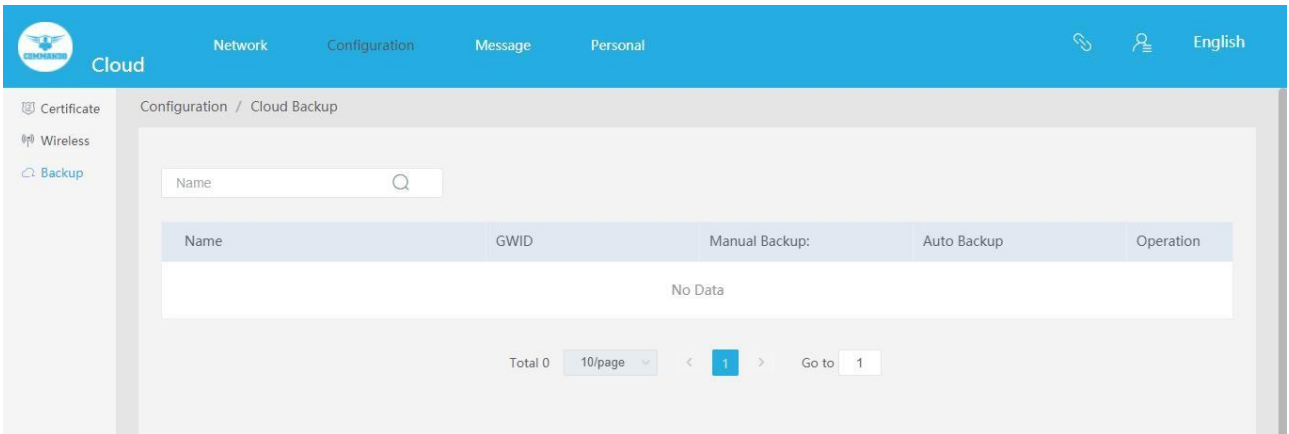 COMMANDO
Cloud
Network
Configuration
Message
Personal
English
Certificate
Wireless
Backup
Configuration / Cloud Backup
Name
Name
GWID
Manual Backup:
Auto Backup
Operation
No Data
Total 0
10/page
1
Go to
1